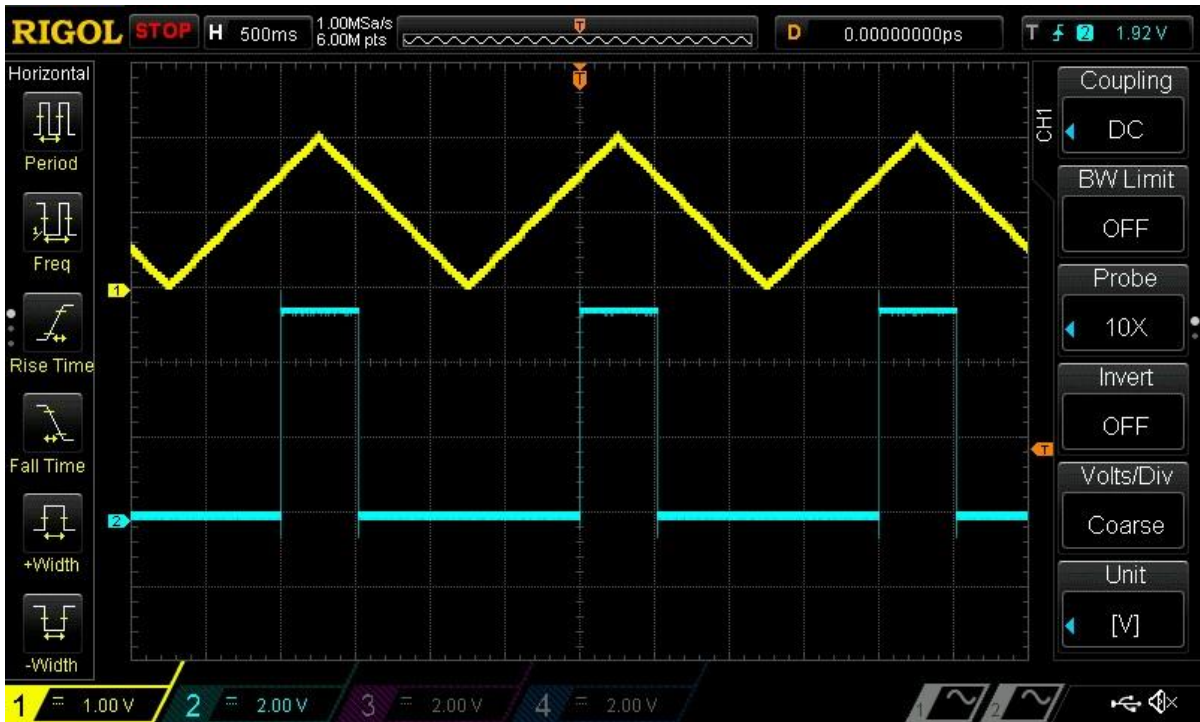 RIGOL STOP H 500ms 1.00MSa/s
6.00M pts
T
D 0.00000000ps T 2 1.92 V
Horizontal
Period
Freq
Rise Time
Fall Time
+Width
-Width
T
1
2
T
CH1
Coupling
DC
BW Limit
OFF
Probe
10X
Invert
OFF
Volts/Div
Coarse
Unit
[V]
1 = 1.00 V 2 = 2.00 V 3 = 2.00 V 4 = 2.00 V 1 2